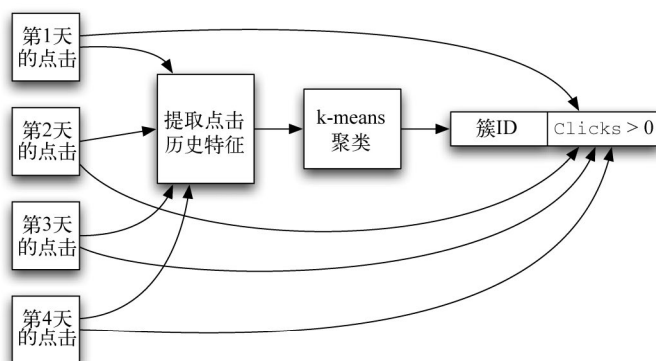 第1天
的点击
第2天
的点击
第3天
的点击
第4天
的点击
提取点击
历史特征
k-means
聚类
簇ID
Clicks > 0